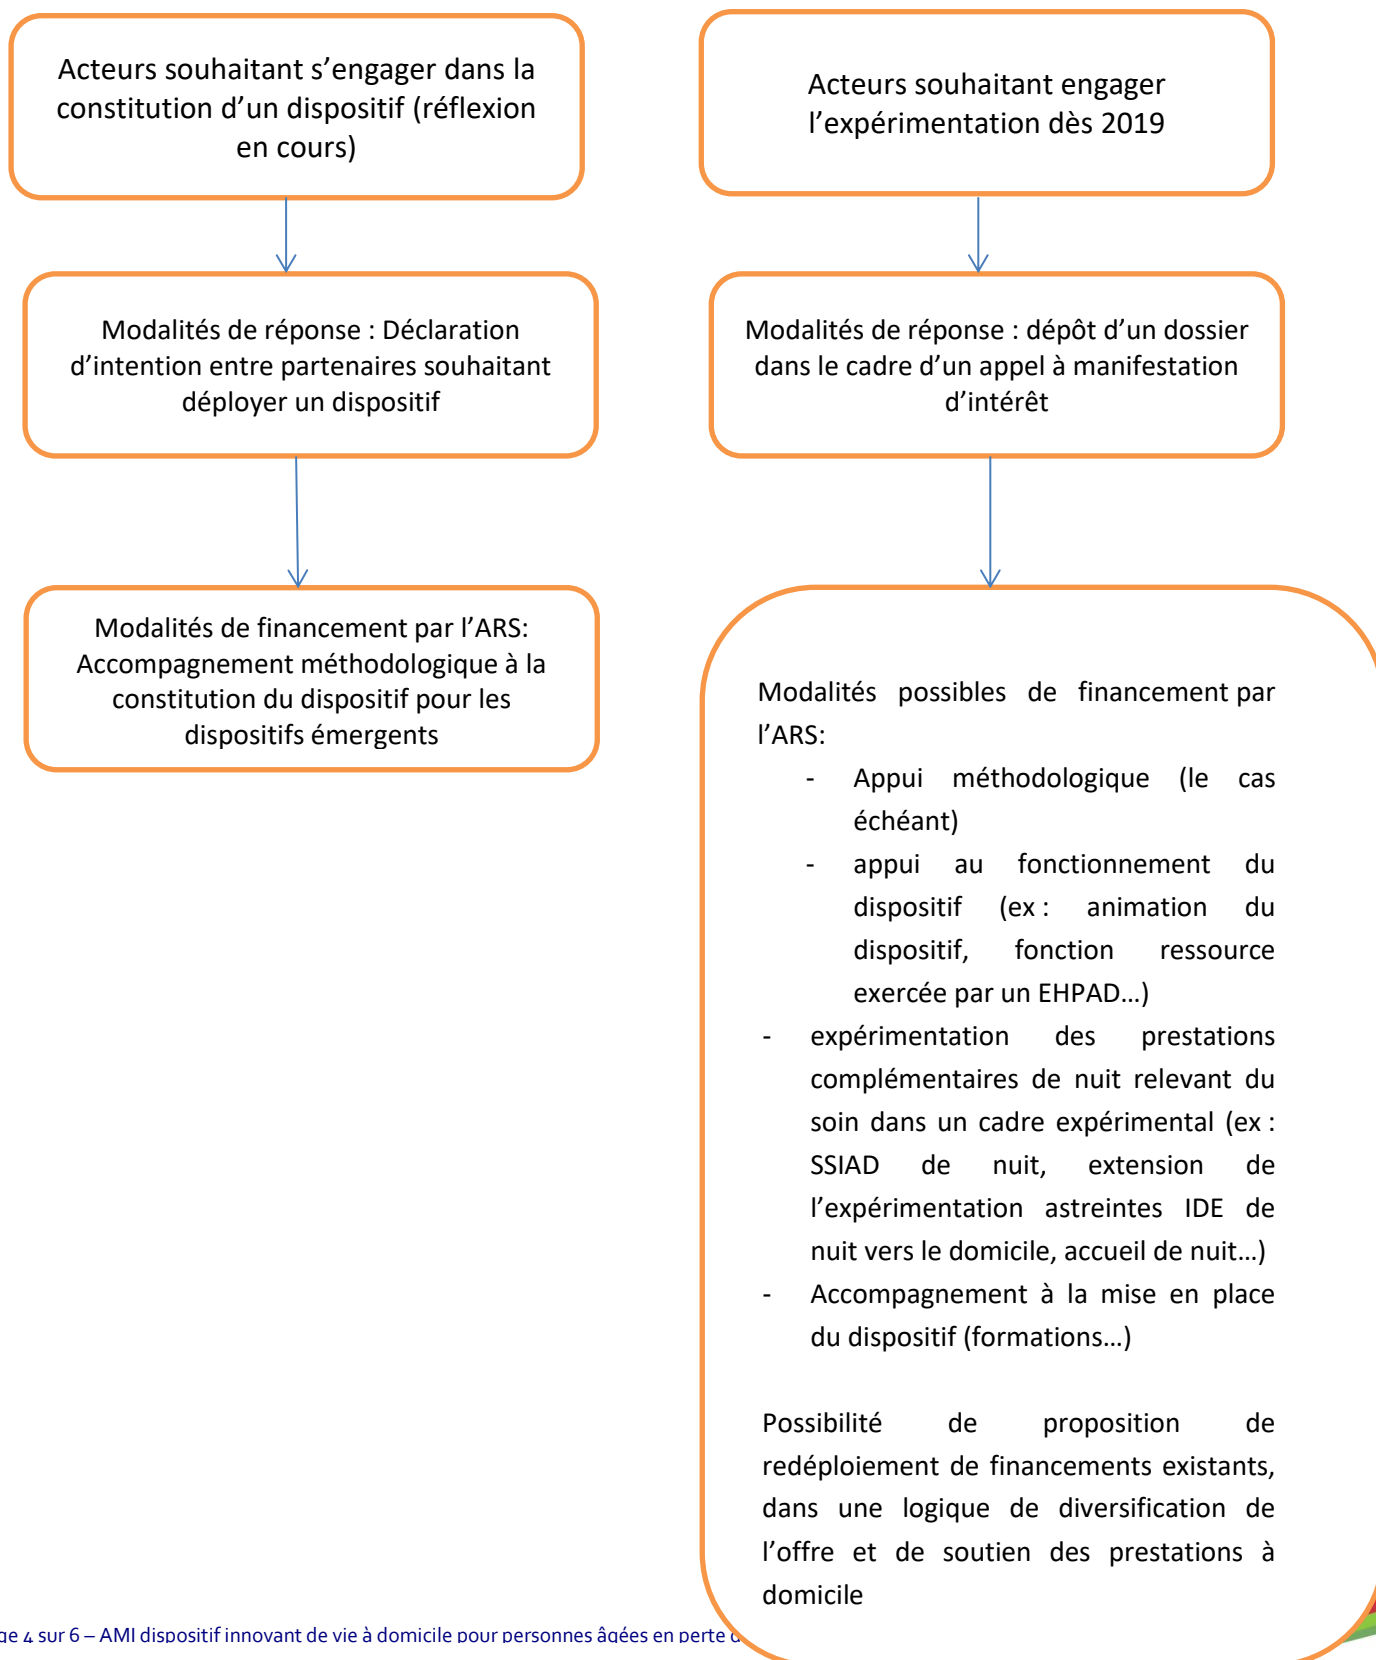 Acteurs souhaitant s’engager dans la
constitution d’un dispositif (réflexion
en cours)
Modalités de réponse : Déclaration
d’intention entre partenaires souhaitant
déployer un dispositif
Modalités de financement par l’ARS:
Accompagnement méthodologique à la
constitution du dispositif pour les
dispositifs émergents
Acteurs souhaitant engager
l’expérimentation dès 2019
Modalités de réponse : dépôt d’un dossier
dans le cadre d’un appel à manifestation
d’intérêt
Modalités possibles de financement par
l’ARS:
- Appui méthodologique (le cas
échéant)
- appui au fonctionnement du
dispositif (ex : animation du
dispositif, fonction ressource
exercée par un EHPAD…)
- expérimentation des prestations
complémentaires de nuit relevant du
soin dans un cadre expérimental (ex :
SSIAD de nuit, extension de
l’expérimentation astreintes IDE de
nuit vers le domicile, accueil de nuit…)
- Accompagnement à la mise en place
du dispositif (formations…)
Possibilité de proposition de
redéploiement de financements existants,
dans une logique de diversification de
l’offre et de soutien des prestations à
domicile
ge 4 sur 6 – AMI dispositif innovant de vie à domicile pour personnes âgées en perte